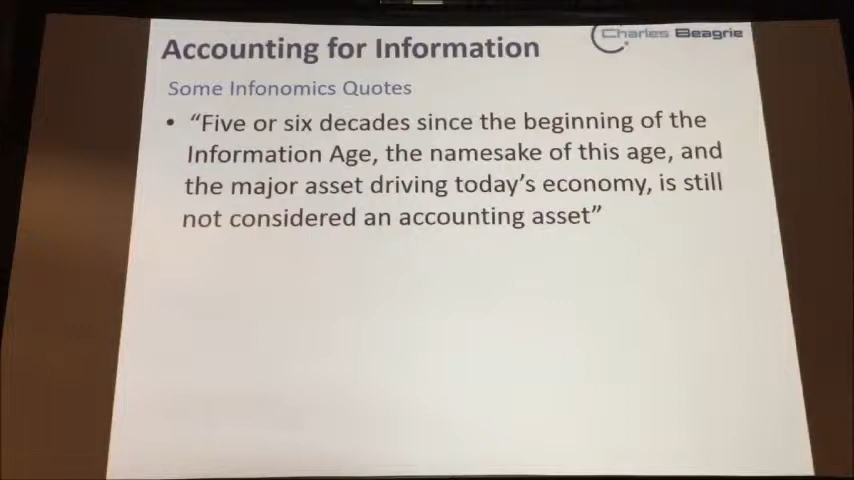 Accounting for Information
Charles Beagrie
Some Infonomics Quotes
• “Five or six decades since the beginning of the
Information Age, the namesake of this age, and
the major asset driving today’s economy, is still
not considered an accounting asset”